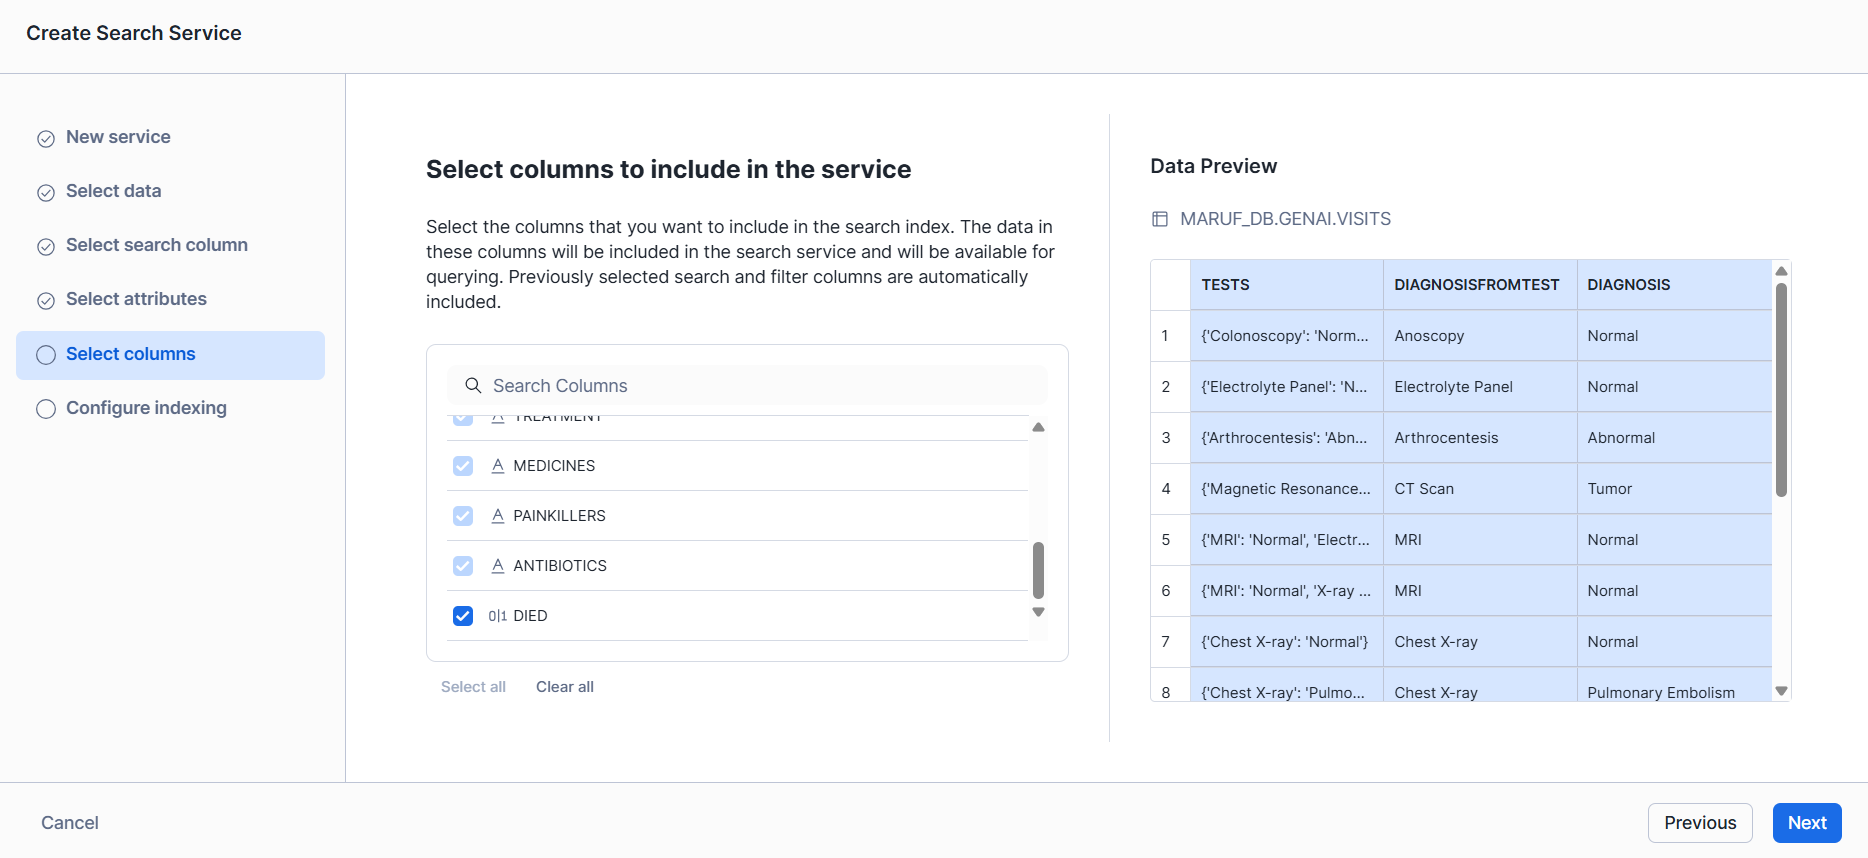 Create Search Service
New service
Select data
Select search column
Select attributes
Select columns
Configure indexing
Select columns to include in the service
Select the columns that you want to include in the search index. The data in
these columns will be included in the search service and will be available for
querying. Previously selected search and filter columns are automatically
included.
Search Columns
TREATMENT
A MEDICINES
A PAINKILLERS
A ANTIBIOTICS
0|1 DIED
Select all Clear all
Data Preview
MARUF_DB.GENAI.VISITS
TESTS DIAGNOSISFROMTEST DIAGNOSIS
1 {'Colonoscopy': 'Norm... Anoscopy Normal
2 {'Electrolyte Panel': 'N... Electrolyte Panel Normal
3 {'Arthrocentesis': 'Abn... Arthrocentesis Abnormal
4 {'Magnetic Resonance... CT Scan Tumor
5 {'MRI': 'Normal', 'Electr... MRI Normal
6 {'MRI': 'Normal', 'X-ray ... MRI Normal
7 {'Chest X-ray': 'Normal'} Chest X-ray Normal
8 {'Chest X-ray': 'Pulmo... Chest X-ray Pulmonary Embolism
Cancel
Previous Next